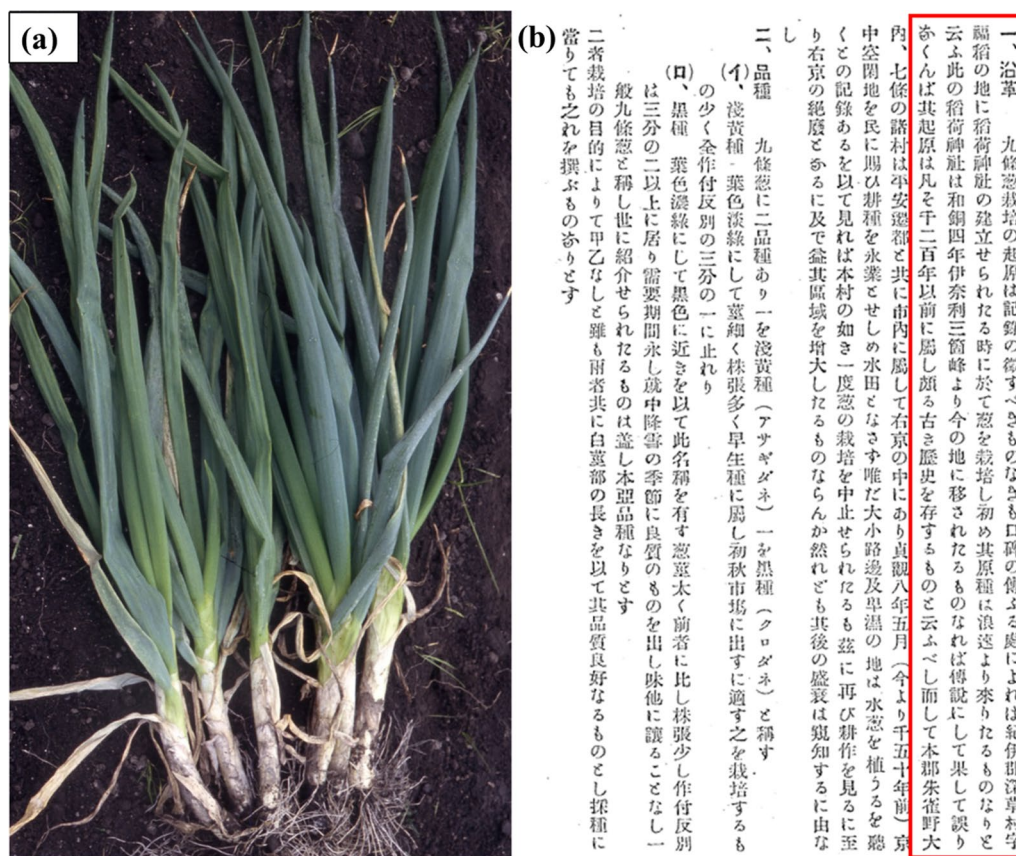 (a)
(b)
一、沿革　九條葱栽培の起原は記録の徴すべきものなきも口碑の傳ふる處によれば紀伊郡深草村字
福稻の地に稻荷神社の建立せられたる時に於て葱を栽培し初め其原種は浪速より來りたるものなりと
云ふ此の稻荷神社は和銅四年伊奈利三箇峰より今の地に移されたるものなれば傳説にして果して誤り
なくんば其起原は凡そ千二百年以前に屬し頗る古き歴史を存するものと云ふべし而して本郡朱雀野大
内、七條の諸村は平安遷都と共に市内に屬して右京の中にあり貞觀八年五月（今より千五十年前）京
中空閑地を民に賜ひ耕種を永業とせしめ水田となさず唯だ大小路邊及卑濕の地は水葱を植うるを聽
くとの記録あるを以て見れば本村の如き一度葱の栽培を中止せられたるも茲に再び耕作を見るに至
り右京の絶廢となるに及で益其區域を增大したるものならんか然れども其後の盛衰は窺知するに由な
し
二、品種　九條葱に二品種あり一を淺黄種（アサギダネ）一を黒種（クロダネ）と稱す
(イ)、淺黄種　葉色淡緑にして莖細く株張多く早生種に屬し初秋市場に出すに適す之を栽培するも
の少く全作付反別の三分の一に止れり
(ロ)、黒種　葉色濃緑にして黒色に近きを以て此名稱を有す葱莖太く前者に比し株張少し作付反別
は三分の二以上に居り需要期間永し就中降雪の季節に良質のものを出し味他に讓ることなし一
般九條葱と稱し世に紹介せられたるものは蓋し本亞品種なりとす
二者栽培の目的によりて甲乙なしと雖も兩者共に白莖部の長きを以て其品質良好なるものとし採種に
當りても之れを撰ぶものなりとす